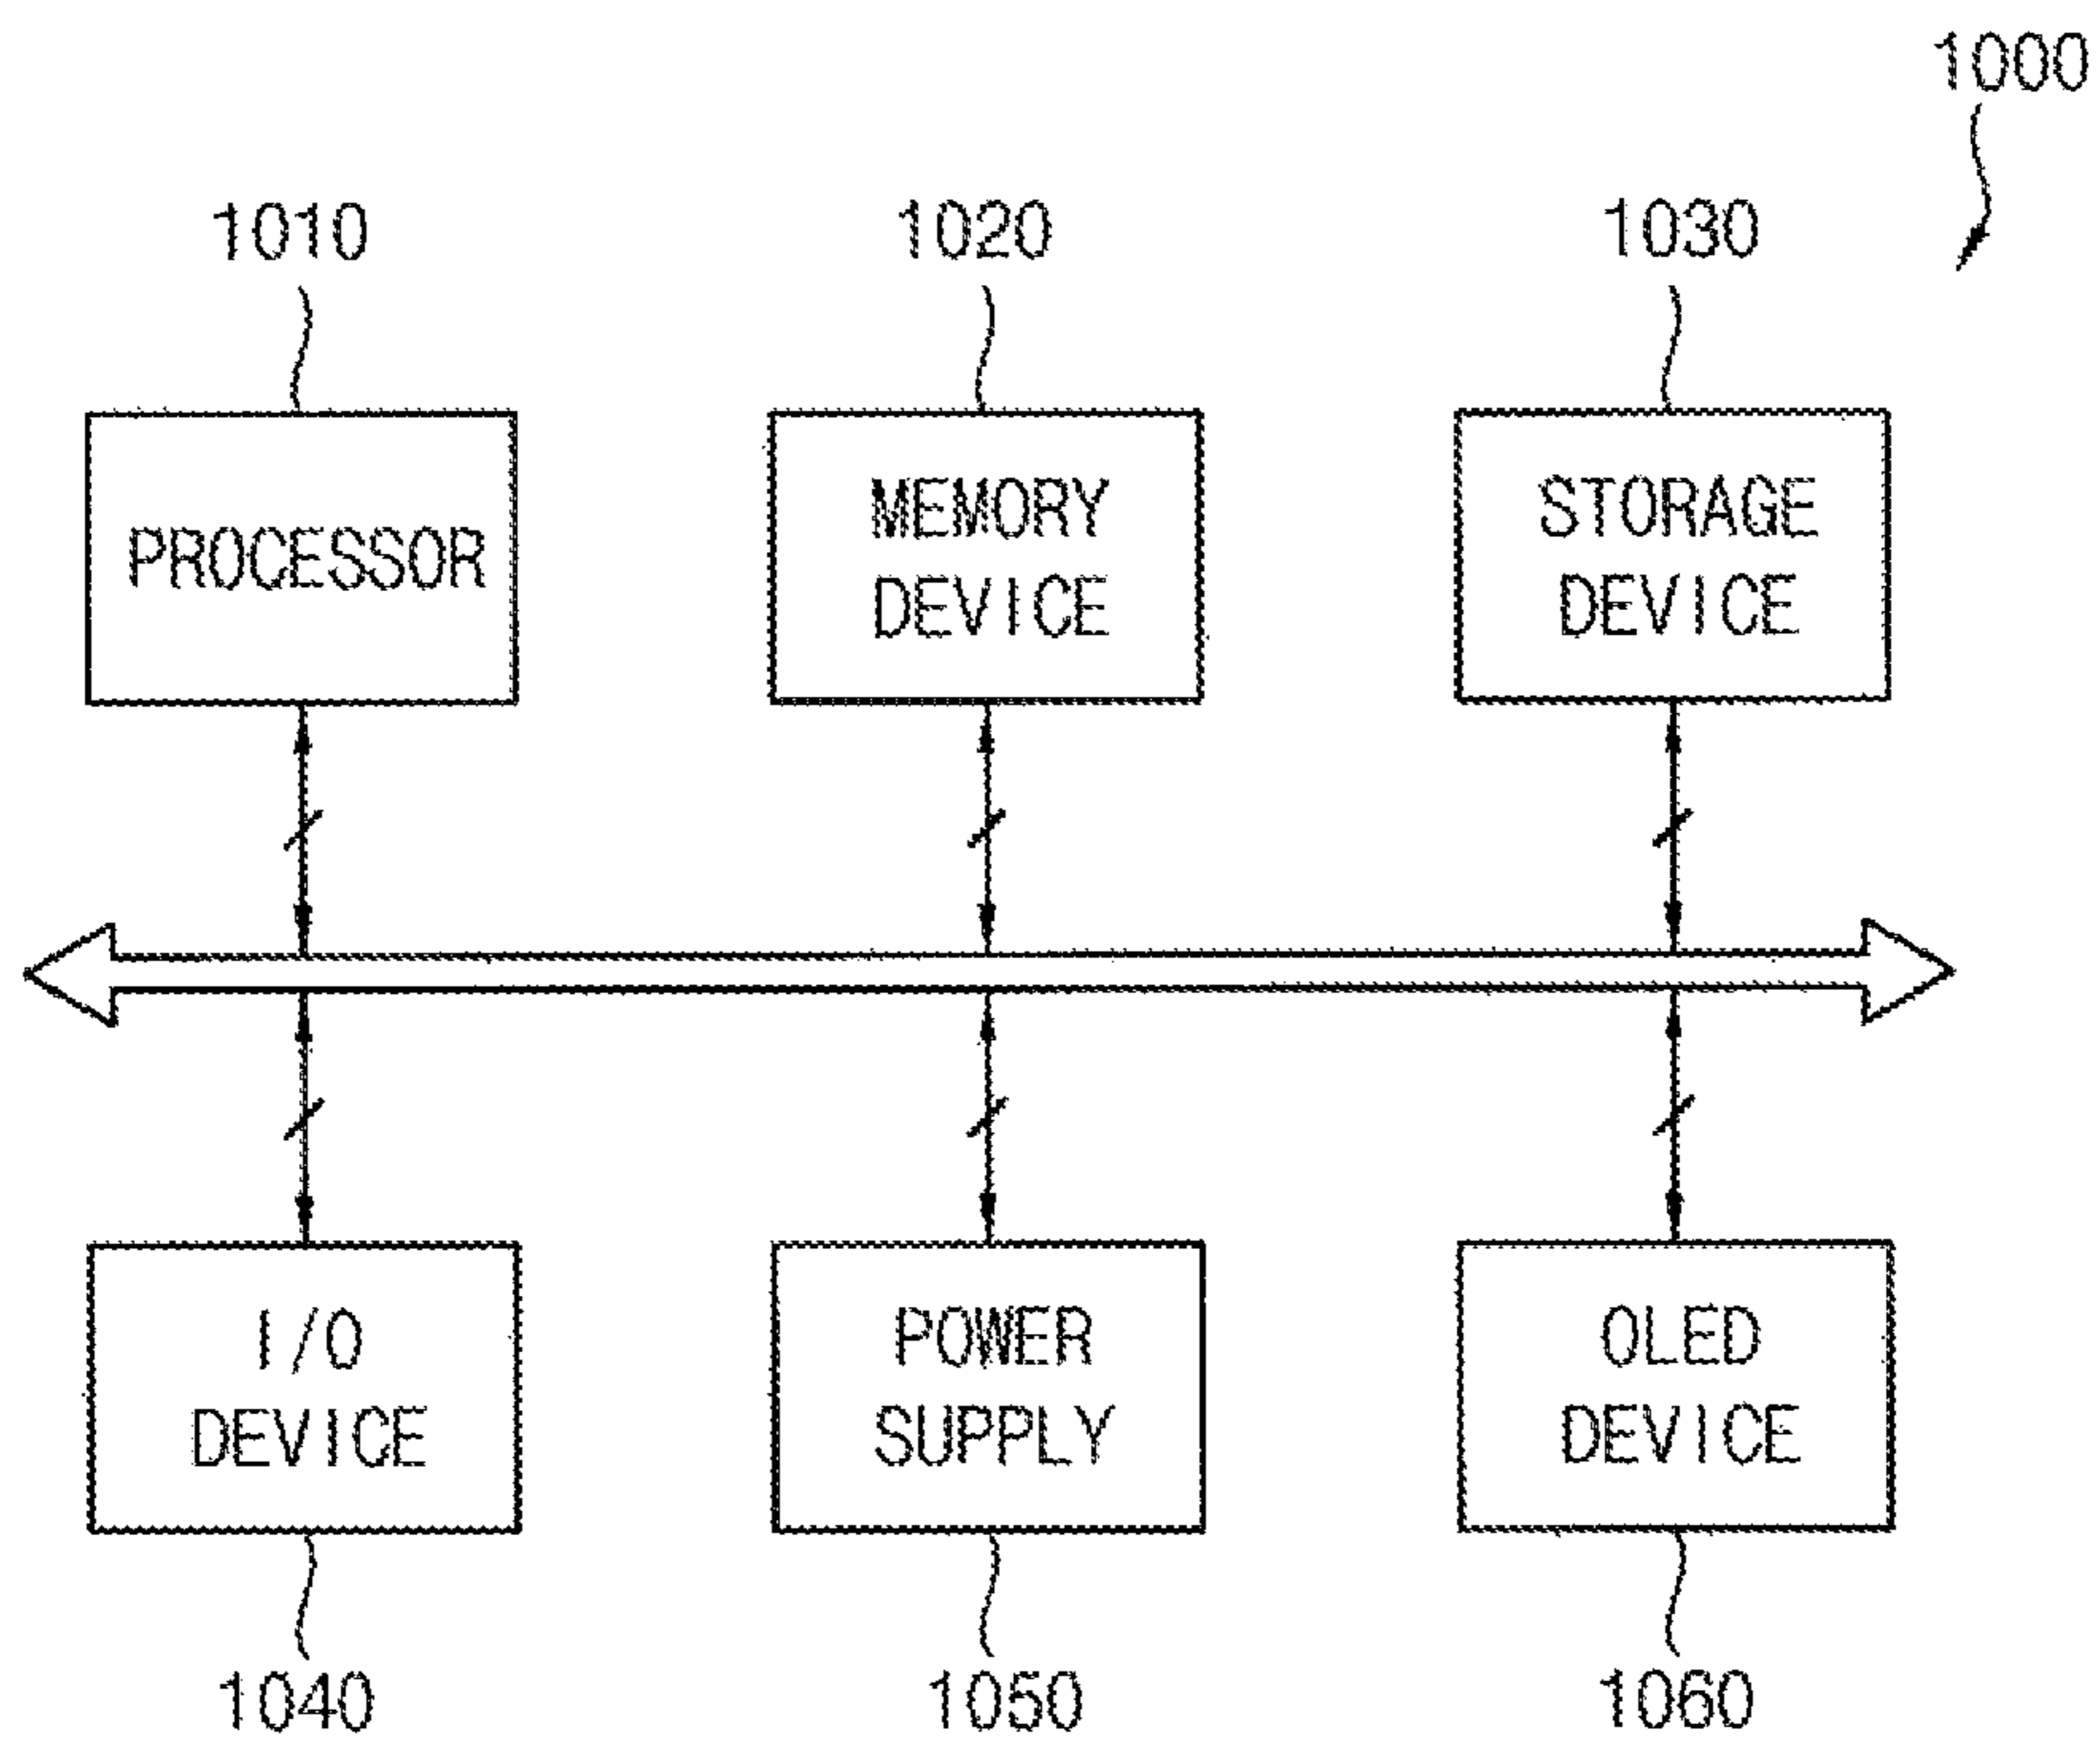 1000
1010
1020
1030
PROCESSOR
MEMORY
DEVICE
STORAGE
DEVICE
I/O
DEVICE
POWER
SUPPLY
OLED
DEVICE
1040
1050
1060